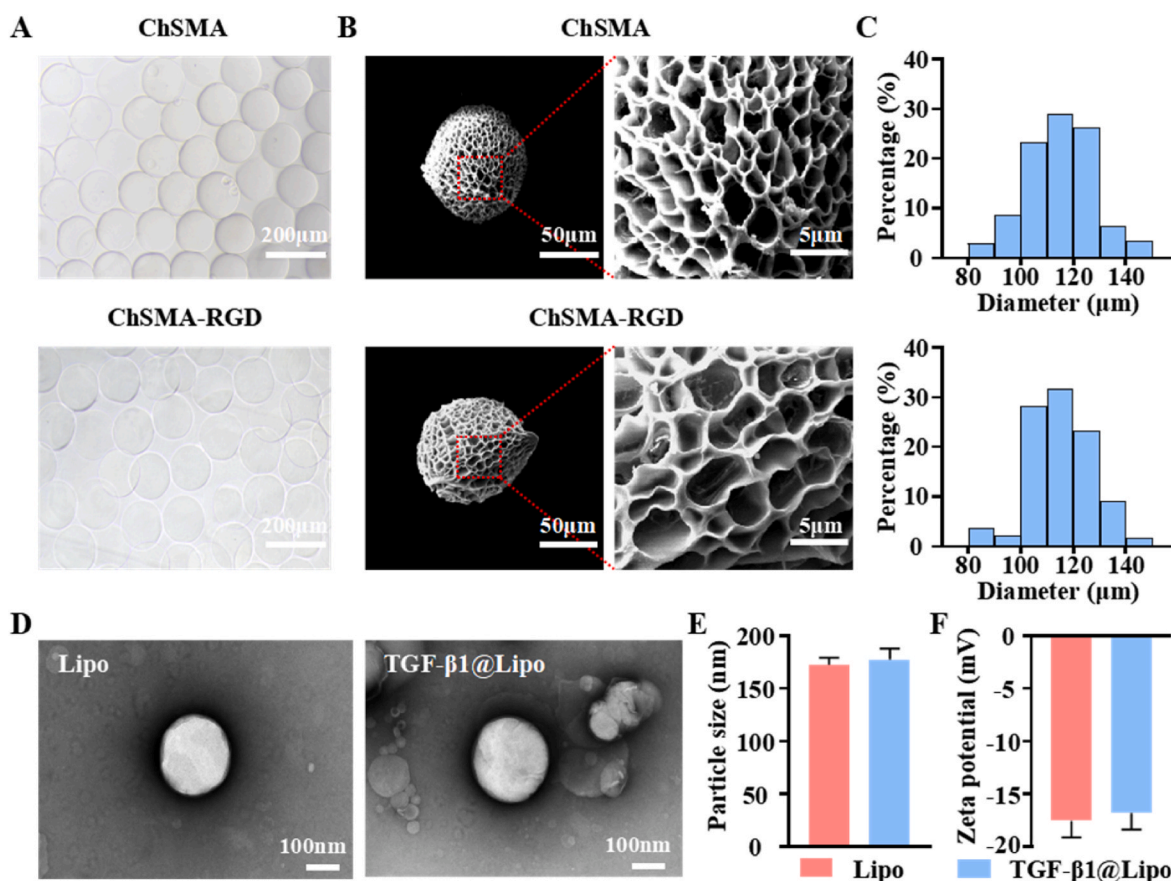 A
ChSMA
200μm
ChSMA-RGD
200μm
B
ChSMA
50μm
5μm
ChSMA-RGD
50μm
5μm
C
Percentage (%)
40
30
20
10
0
80 100 120 140
Diameter (μm)
Percentage (%)
40
30
20
10
0
80 100 120 140
Diameter (μm)
D
Lipo
100nm
TGF-β1@Lipo
100nm
E
Particle size (nm)
200
150
100
50
0
F
Zeta potential (mV)
0
-5
-10
-15
-20
Lipo
TGF-β1@Lipo